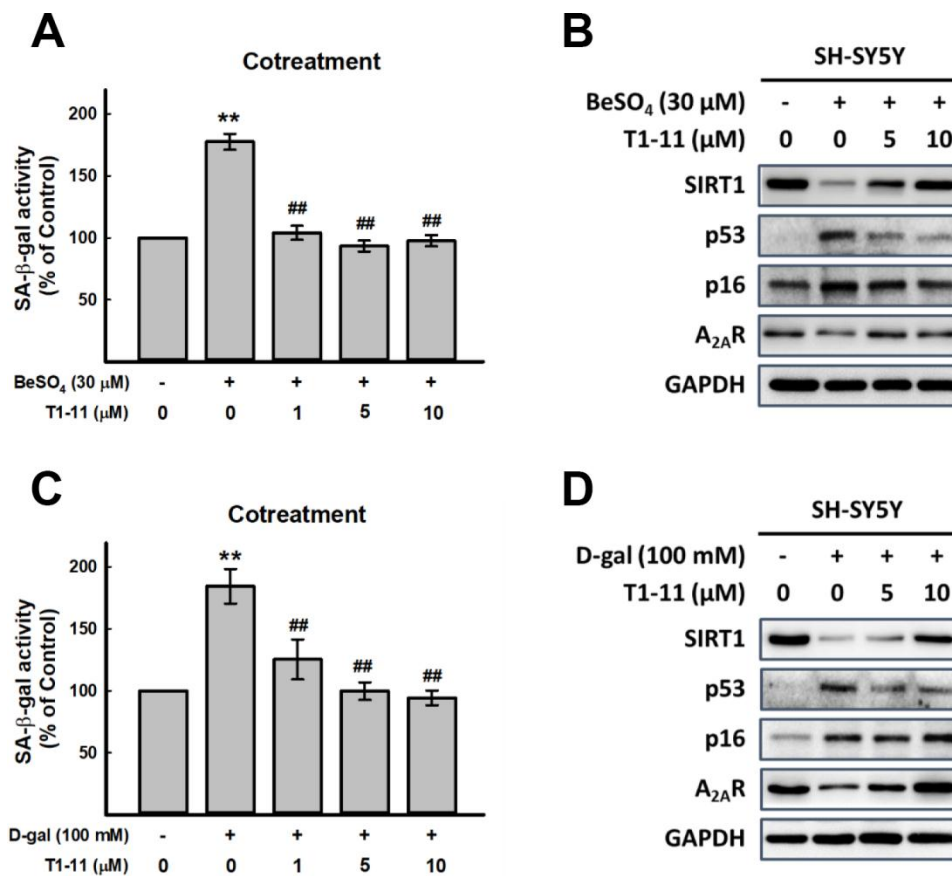 A
Cotreatment
SA-β-gal activity
(% of Control)
200
150
100
50
**
##
##
##
BeSO₄ (30 μM) - + + + +
T1-11 (μM) 0 0 1 5 10
B
SH-SY5Y
BeSO₄ (30 μM) - + + +
T1-11 (μM) 0 0 5 10
SIRT1
p53
p16
A₂ₐR
GAPDH
C
Cotreatment
SA-β-gal activity
(% of Control)
200
150
100
50
**
##
##
##
D-gal (100 mM) - + + + +
T1-11 (μM) 0 0 1 5 10
D
SH-SY5Y
D-gal (100 mM) - + + +
T1-11 (μM) 0 0 5 10
SIRT1
p53
p16
A₂ₐR
GAPDH